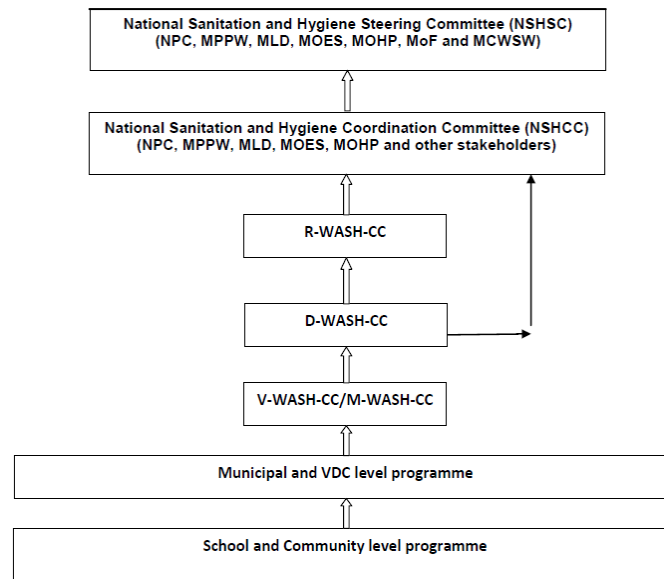 National Sanitation and Hygiene Steering Committee (NSHSC)
(NPC, MPPW, MLD, MOES, MOHP, MoF and MCWSW)
National Sanitation and Hygiene Coordination Committee (NSHCC)
(NPC, MPPW, MLD, MOES, MOHP and other stakeholders)
R-WASH-CC
D-WASH-CC
V-WASH-CC/M-WASH-CC
Municipal and VDC level programme
School and Community level programme